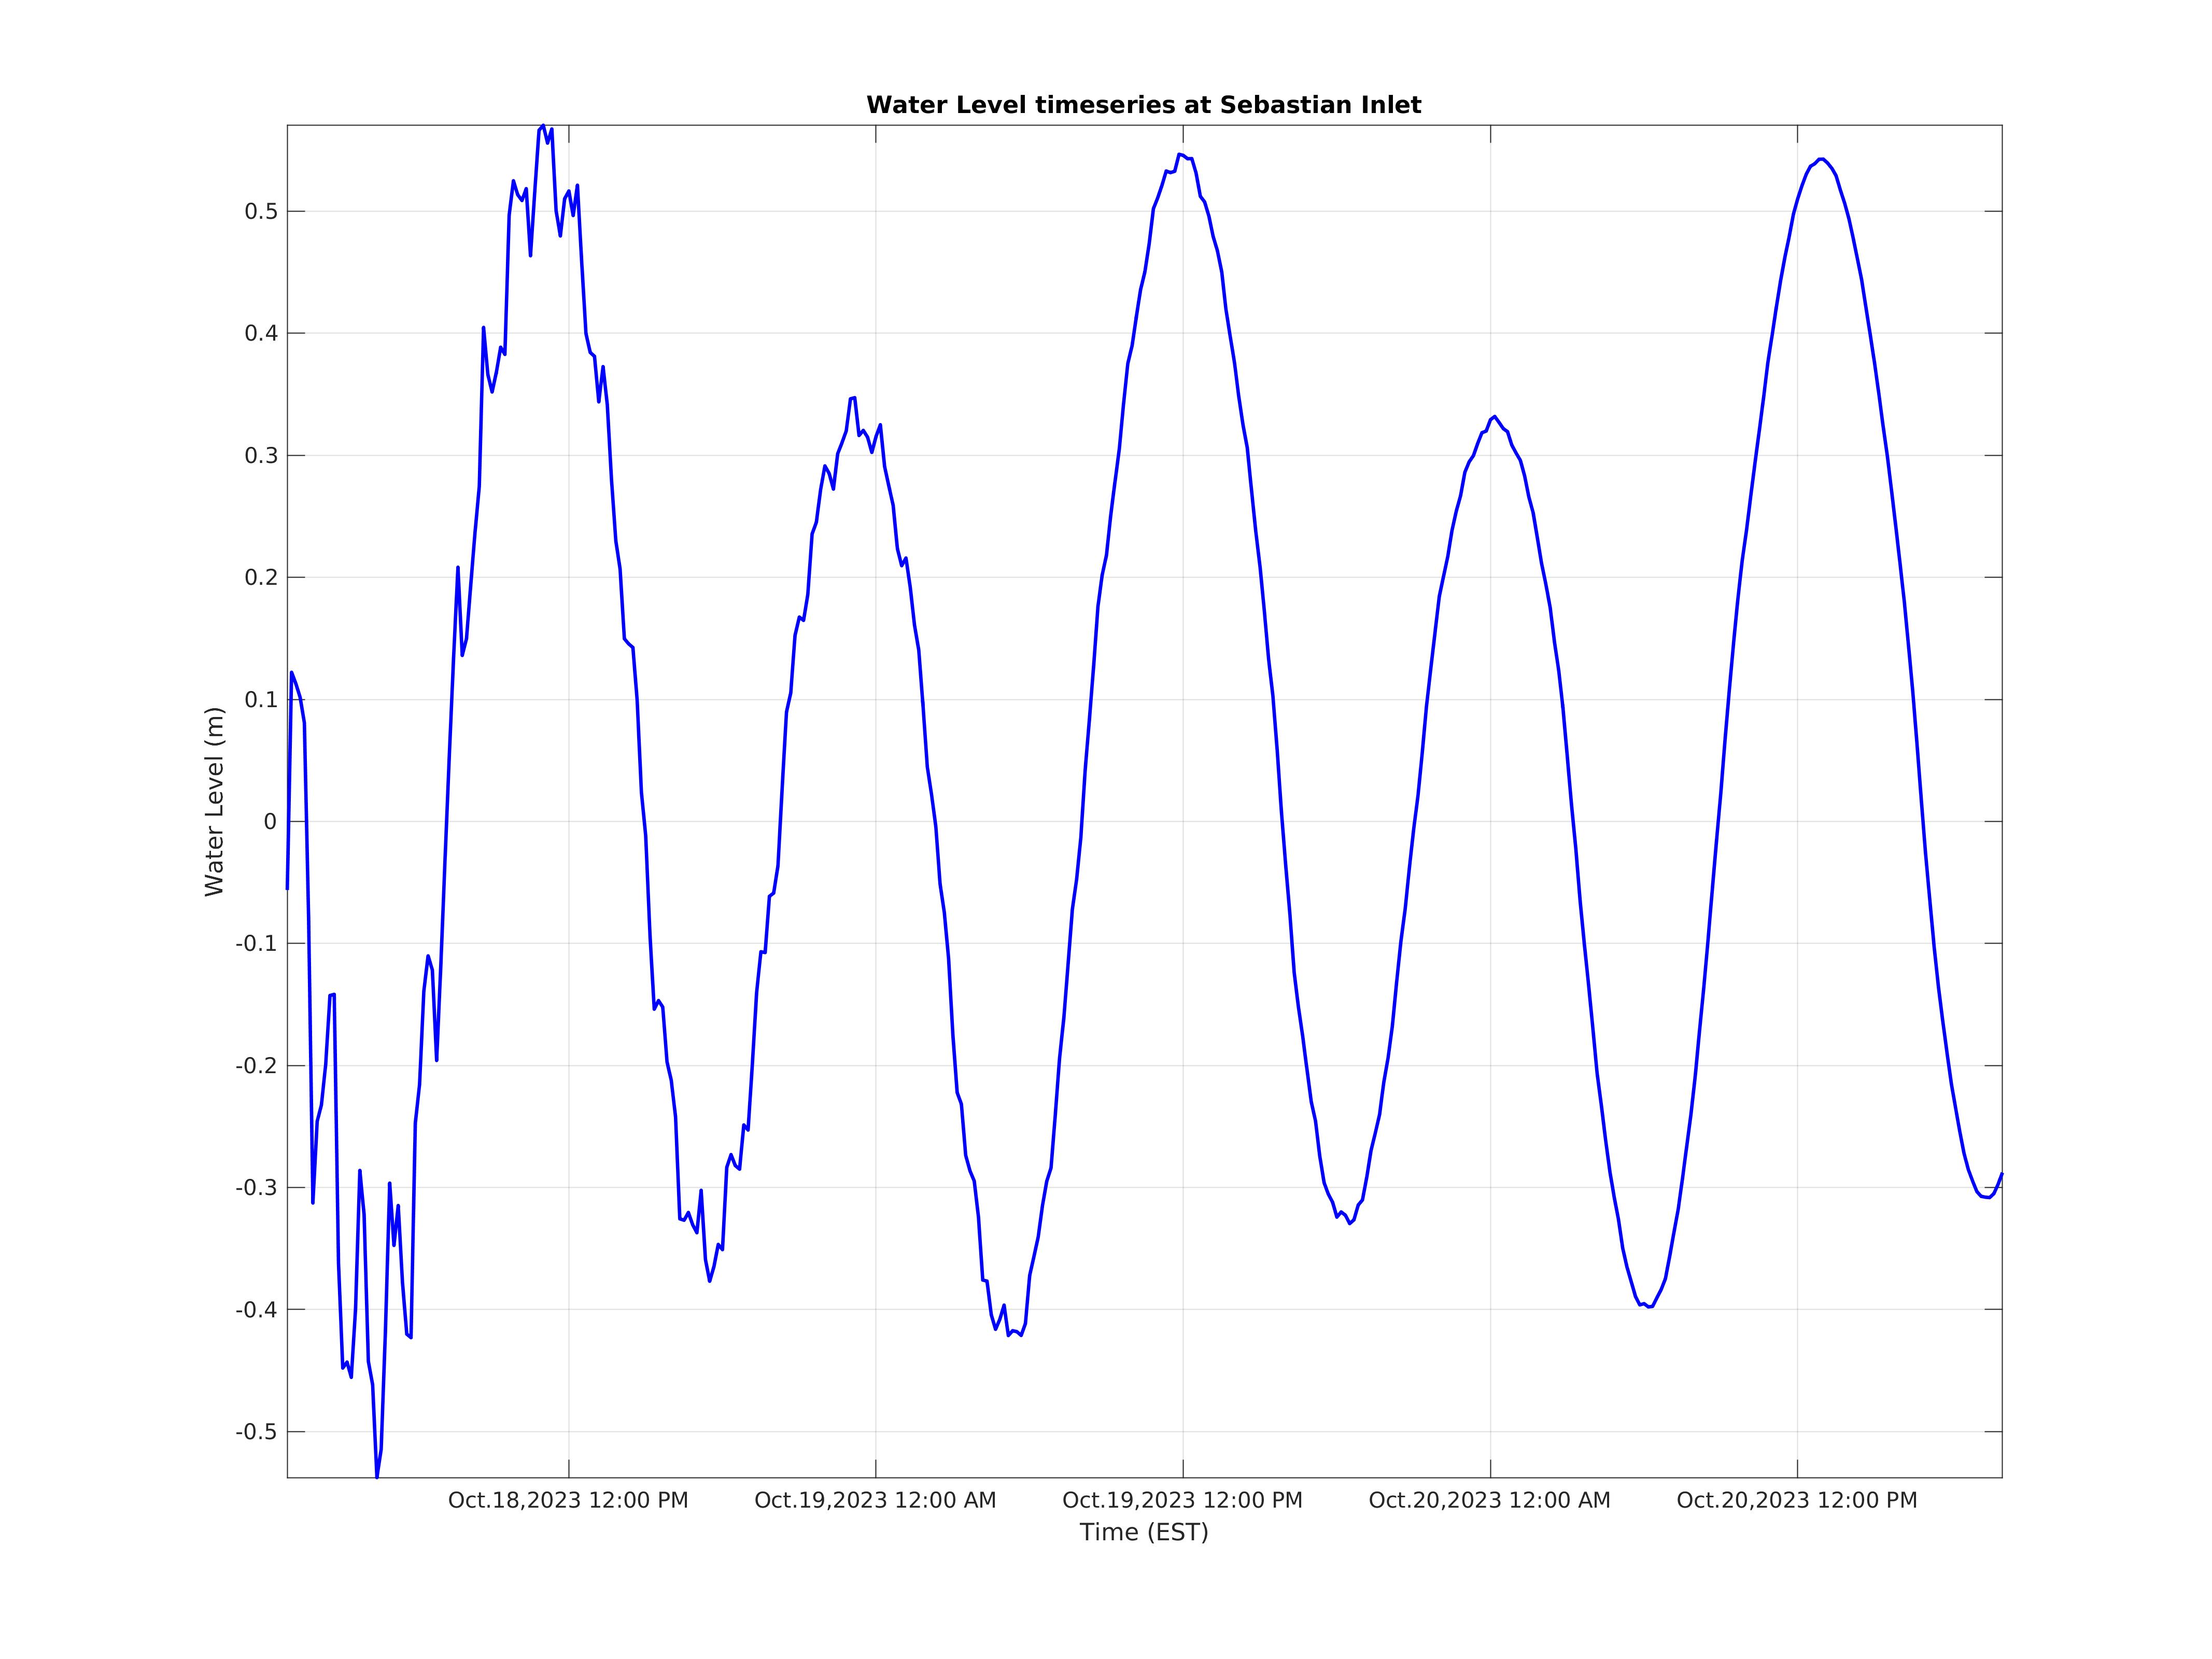 Water Level timeseries at Sebastian Inlet
0.5
0.4
0.3
0.2
0.1
0
-0.1
-0.2
-0.3
-0.4
-0.5
Water Level (m)
Oct.18,2023 12:00 PM
Oct.19,2023 12:00 AM
Oct.19,2023 12:00 PM
Oct.20,2023 12:00 AM
Oct.20,2023 12:00 PM
Time (EST)